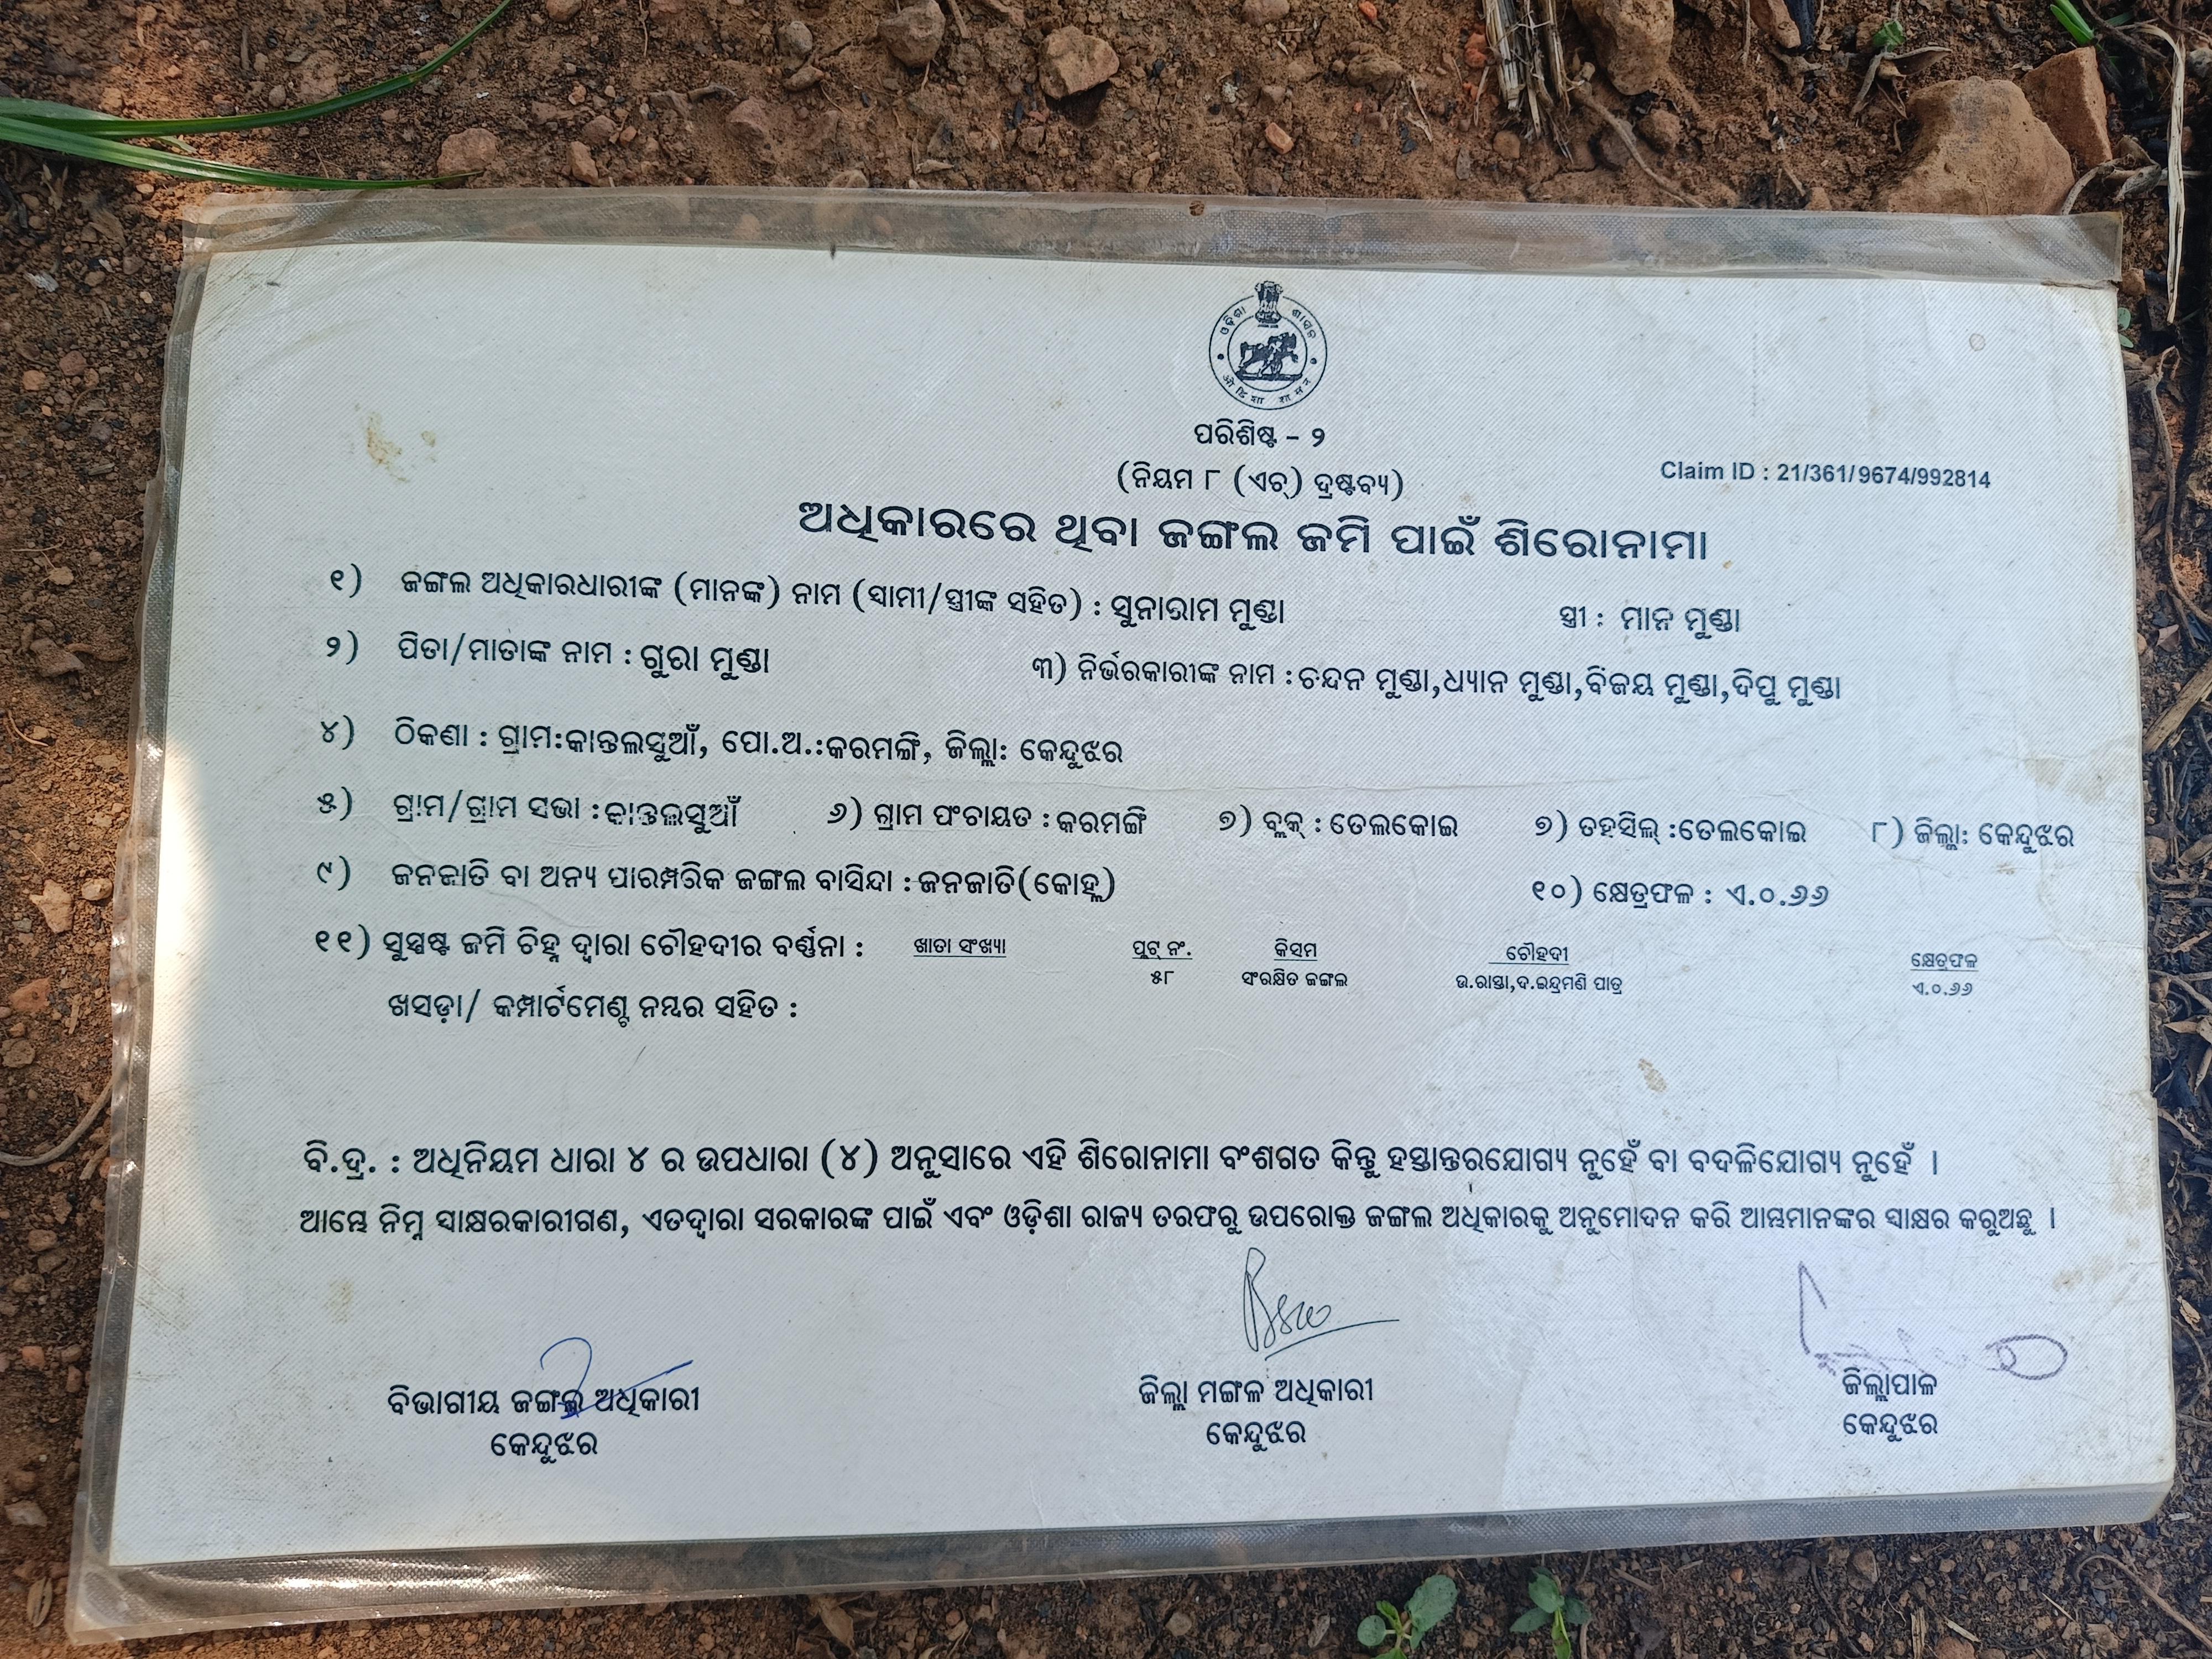 ଓଡ଼ିଶା ଶାସନ
ओड़िशा शासन
ପରିଶିଷ୍ଟ - ୨
(ନିୟମ ୮ (ଏଚ୍) ଦ୍ରଷ୍ଟବ୍ୟ)
Claim ID : 21/361/9674/992814
ଅଧିକାରରେ ଥିବା ଜଙ୍ଗଲ ଜମି ପାଇଁ ଶିରୋନାମା
୧) ଜଙ୍ଗଲ ଅଧିକାରଧାରୀଙ୍କ (ମାନଙ୍କ) ନାମ (ସ୍ୱାମୀ/ସ୍ତ୍ରୀଙ୍କ ସହିତ) : ସୁନାରାମ ମୁଣ୍ଡା ସ୍ତ୍ରୀ : ମାନ ମୁଣ୍ଡା
୨) ପିତା/ମାତାଙ୍କ ନାମ : ଗୁରା ମୁଣ୍ଡା ୩) ନିର୍ଭରକାରୀଙ୍କ ନାମ : ଚନ୍ଦନ ମୁଣ୍ଡା,ଧ୍ୟାନ ମୁଣ୍ଡା,ବିଜୟ ମୁଣ୍ଡା,ଦିପୁ ମୁଣ୍ଡା
୪) ଠିକଣା : ଗ୍ରାମ:କାନ୍ତଲସୁଆଁ, ପୋ.ଅ.:କରମଙ୍ଗି, ଜିଲ୍ଲା: କେନ୍ଦୁଝର
୫) ଗ୍ରାମ/ଗ୍ରାମ ସଭା : କାନ୍ତଲସୁଆଁ ୬) ଗ୍ରାମ ପଂଚାୟତ : କରମଙ୍ଗି ୭) ବ୍ଲକ୍ : ତେଲକୋଇ ୭) ତହସିଲ୍ :ତେଲକୋଇ ୮) ଜିଲ୍ଲା: କେନ୍ଦୁଝର
୯) ଜନଜାତି ବା ଅନ୍ୟ ପାରମ୍ପରିକ ଜଙ୍ଗଲ ବାସିନ୍ଦା : ଜନଜାତି(କୋହ୍ଲ) ୧୦) କ୍ଷେତ୍ରଫଳ : ଏ.୦.୬୬
୧୧) ସୁସ୍ପଷ୍ଟ ଜମି ଚିହ୍ନ ଦ୍ୱାରା ଚୌହଦୀର ବର୍ଣ୍ଣନା : ଖାତା ସଂଖ୍ୟା ପ୍ଲଟ୍ ନଂ. କିସମ ଚୌହଦୀ କ୍ଷେତ୍ରଫଳ
୫୮ ସଂରକ୍ଷିତ ଜଙ୍ଗଲ ଉ.ରାସ୍ତା,ଦ.ଇନ୍ଦ୍ରମଣି ପାତ୍ର ଏ.୦.୬୬
ଖସଡ଼ା/ କମ୍ପାର୍ଟମେଣ୍ଟ ନମ୍ବର ସହିତ :
ବି.ଦ୍ର. : ଅଧିନିୟମ ଧାରା ୪ ର ଉପଧାରା (୪) ଅନୁସାରେ ଏହି ଶିରୋନାମା ବଂଶଗତ କିନ୍ତୁ ହସ୍ତାନ୍ତରଯୋଗ୍ୟ ନୁହେଁ ବା ବଦଳିଯୋଗ୍ୟ ନୁହେଁ ।
ଆମ୍ଭେ ନିମ୍ନ ସ୍ୱାକ୍ଷରକାରୀଗଣ, ଏତଦ୍ଦ୍ୱାରା ସରକାରଙ୍କ ପାଇଁ ଏବଂ ଓଡ଼ିଶା ରାଜ୍ୟ ତରଫରୁ ଉପରୋକ୍ତ ଜଙ୍ଗଲ ଅଧିକାରକୁ ଅନୁମୋଦନ କରି ଆମ୍ଭମାନଙ୍କର ସ୍ୱାକ୍ଷର କରୁଅଛୁ ।
ବିଭାଗୀୟ ଜଙ୍ଗଲ ଅଧିକାରୀ ଜିଲ୍ଲା ମଙ୍ଗଳ ଅଧିକାରୀ ଜିଲ୍ଲାପାଳ
କେନ୍ଦୁଝର କେନ୍ଦୁଝର କେନ୍ଦୁଝର